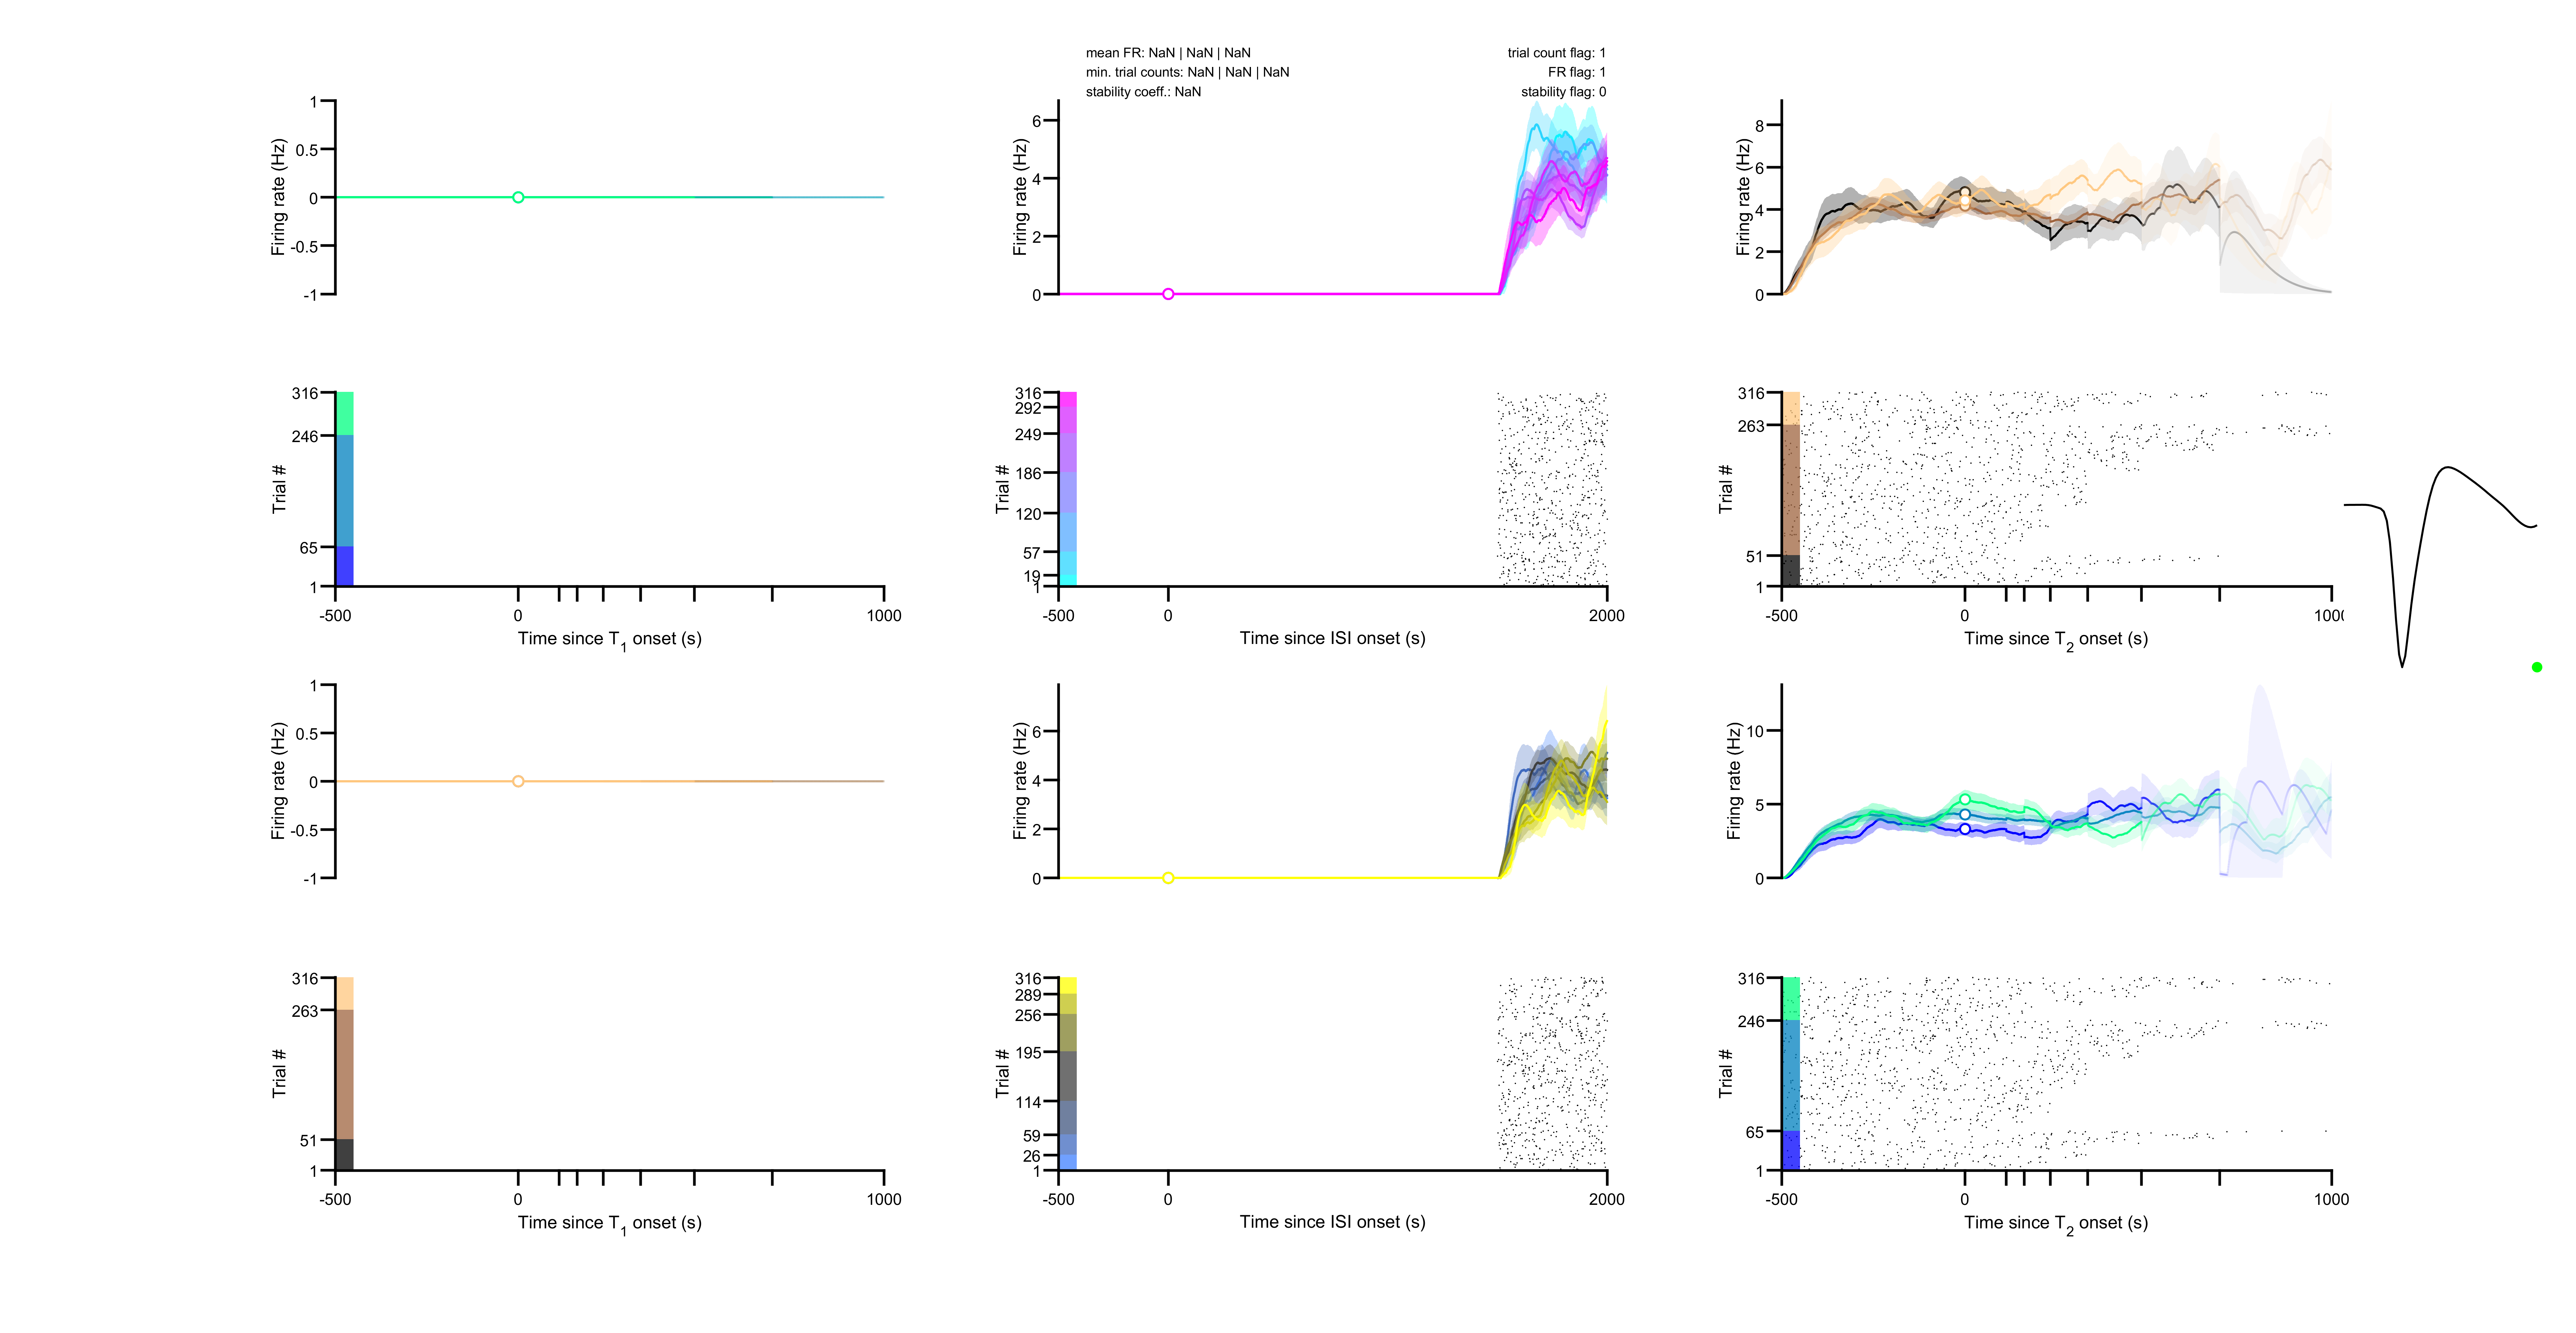 mean FR: NaN | NaN | NaN
min. trial counts: NaN | NaN | NaN
stability coeff.: NaN
trial count flag: 1
FR flag: 1
stability flag: 0
Firing rate (Hz)
1
0.5
0
-0.5
-1
Firing rate (Hz)
6
4
2
0
Firing rate (Hz)
8
6
4
2
0
Trial #
316
246
65
1
-500 0 1000
Time since T1 onset (s)
Trial #
316
292
249
186
120
57
19
1
-500 0 2000
Time since ISI onset (s)
Trial #
316
263
51
1
-500 0 1000
Time since T2 onset (s)
Firing rate (Hz)
1
0.5
0
-0.5
-1
Firing rate (Hz)
6
4
2
0
Firing rate (Hz)
10
5
0
Trial #
316
263
51
1
-500 0 1000
Time since T1 onset (s)
Trial #
316
289
256
195
114
59
26
1
-500 0 2000
Time since ISI onset (s)
Trial #
316
246
65
1
-500 0 1000
Time since T2 onset (s)